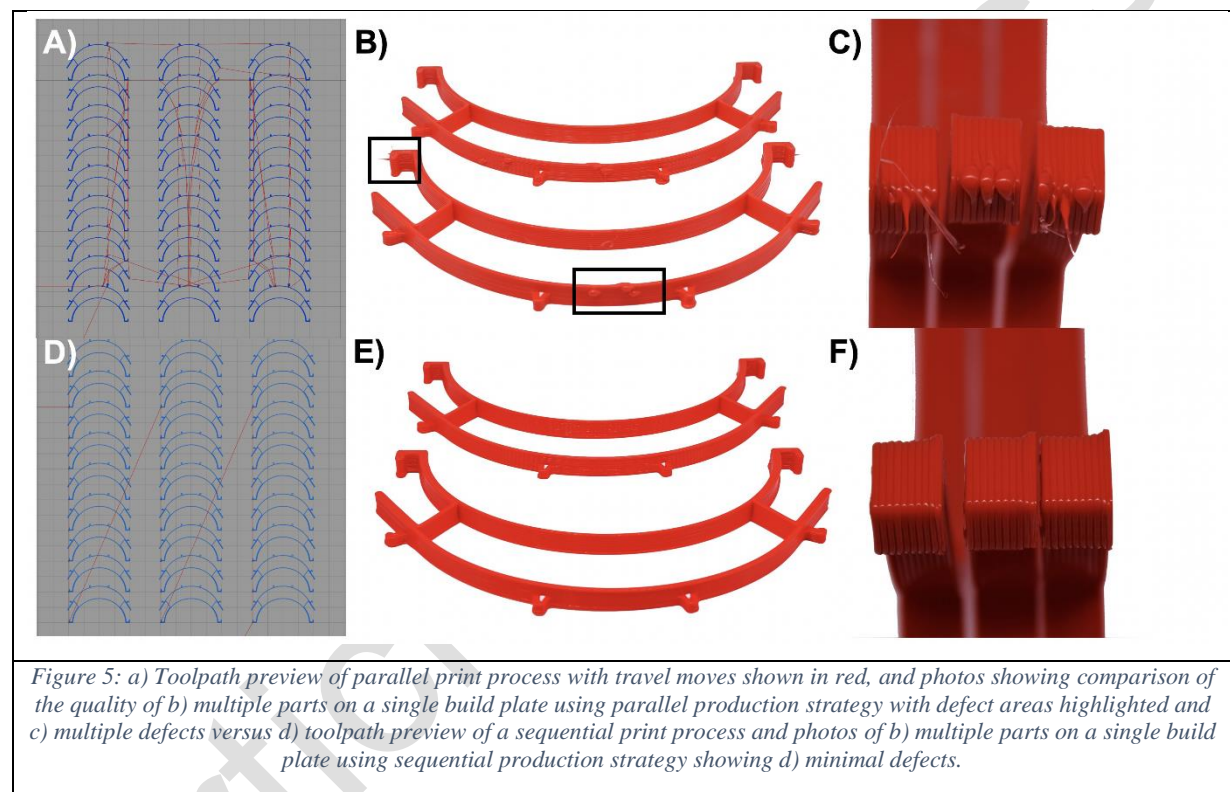 A)
B)
C)
D)
E)
F)
Figure 5: a) Toolpath preview of parallel print process with travel moves shown in red, and photos showing comparison of
the quality of b) multiple parts on a single build plate using parallel production strategy with defect areas highlighted and
c) multiple defects versus d) toolpath preview of a sequential print process and photos of b) multiple parts on a single build
plate using sequential production strategy showing d) minimal defects.